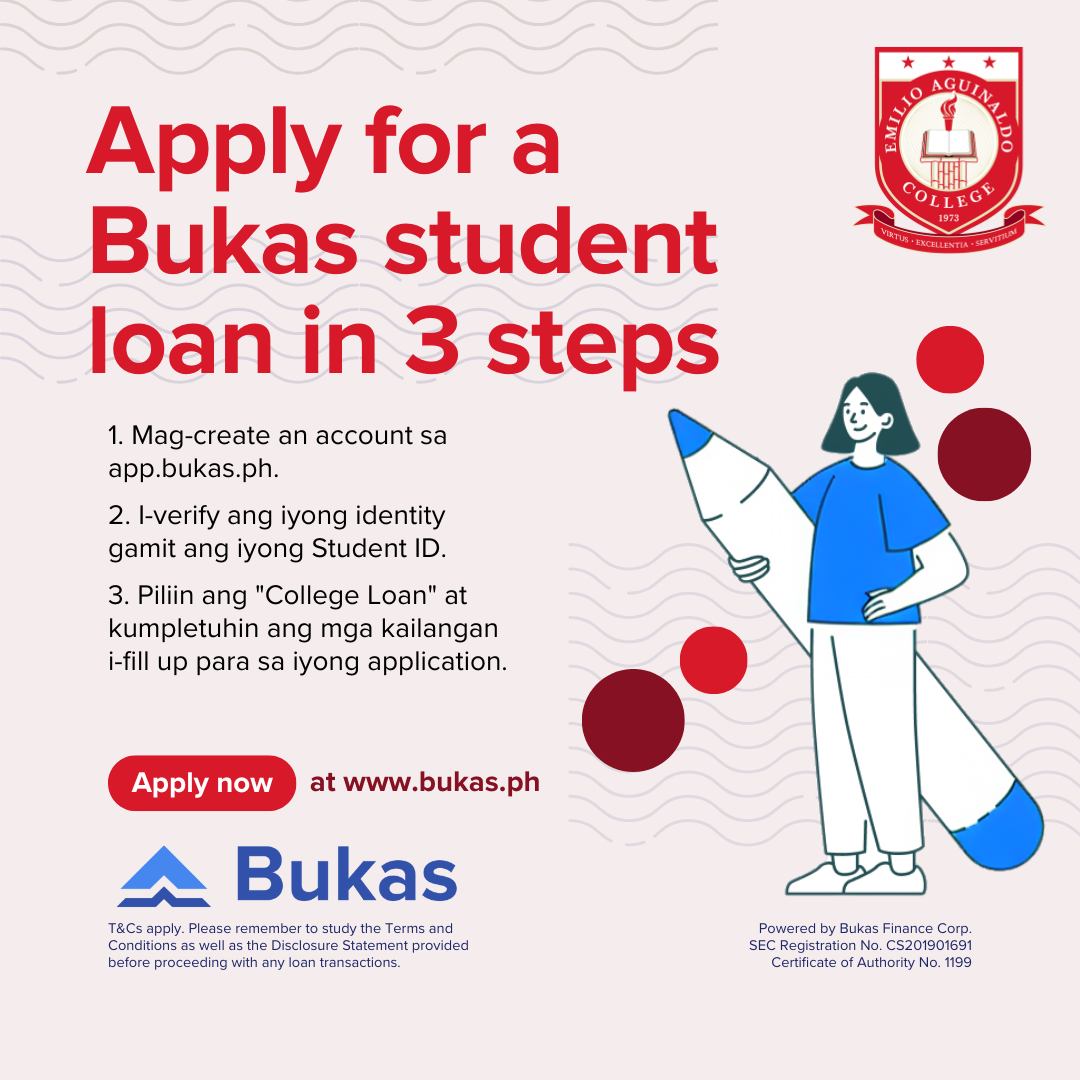 Apply for a
Bukas student
loan in 3 steps
EMILIO AGUINALDO
COLLEGE
1973
VIRTUS • EXCELLENTIA • SERVITIUM
1. Mag-create an account sa
app.bukas.ph.
2. I-verify ang iyong identity
gamit ang iyong Student ID.
3. Piliin ang "College Loan" at
kumpletuhin ang mga kailangan
i-fill up para sa iyong application.
Apply now at www.bukas.ph
Bukas
T&Cs apply. Please remember to study the Terms and
Conditions as well as the Disclosure Statement provided
before proceeding with any loan transactions.
Powered by Bukas Finance Corp.
SEC Registration No. CS201901691
Certificate of Authority No. 1199